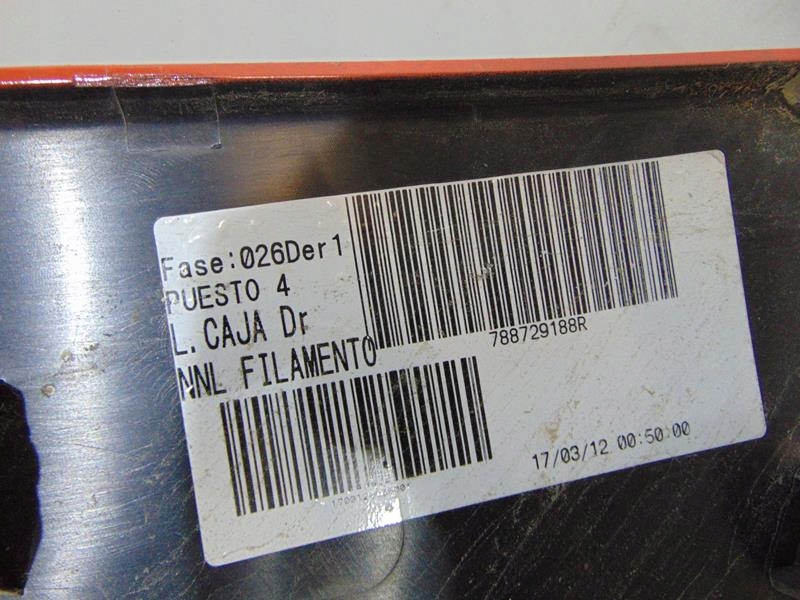 Fase:026Der1
PUESTO 4
L.CAJA Dr
NNL FILAMENTO
788729188R
17/03/12 00:50:00